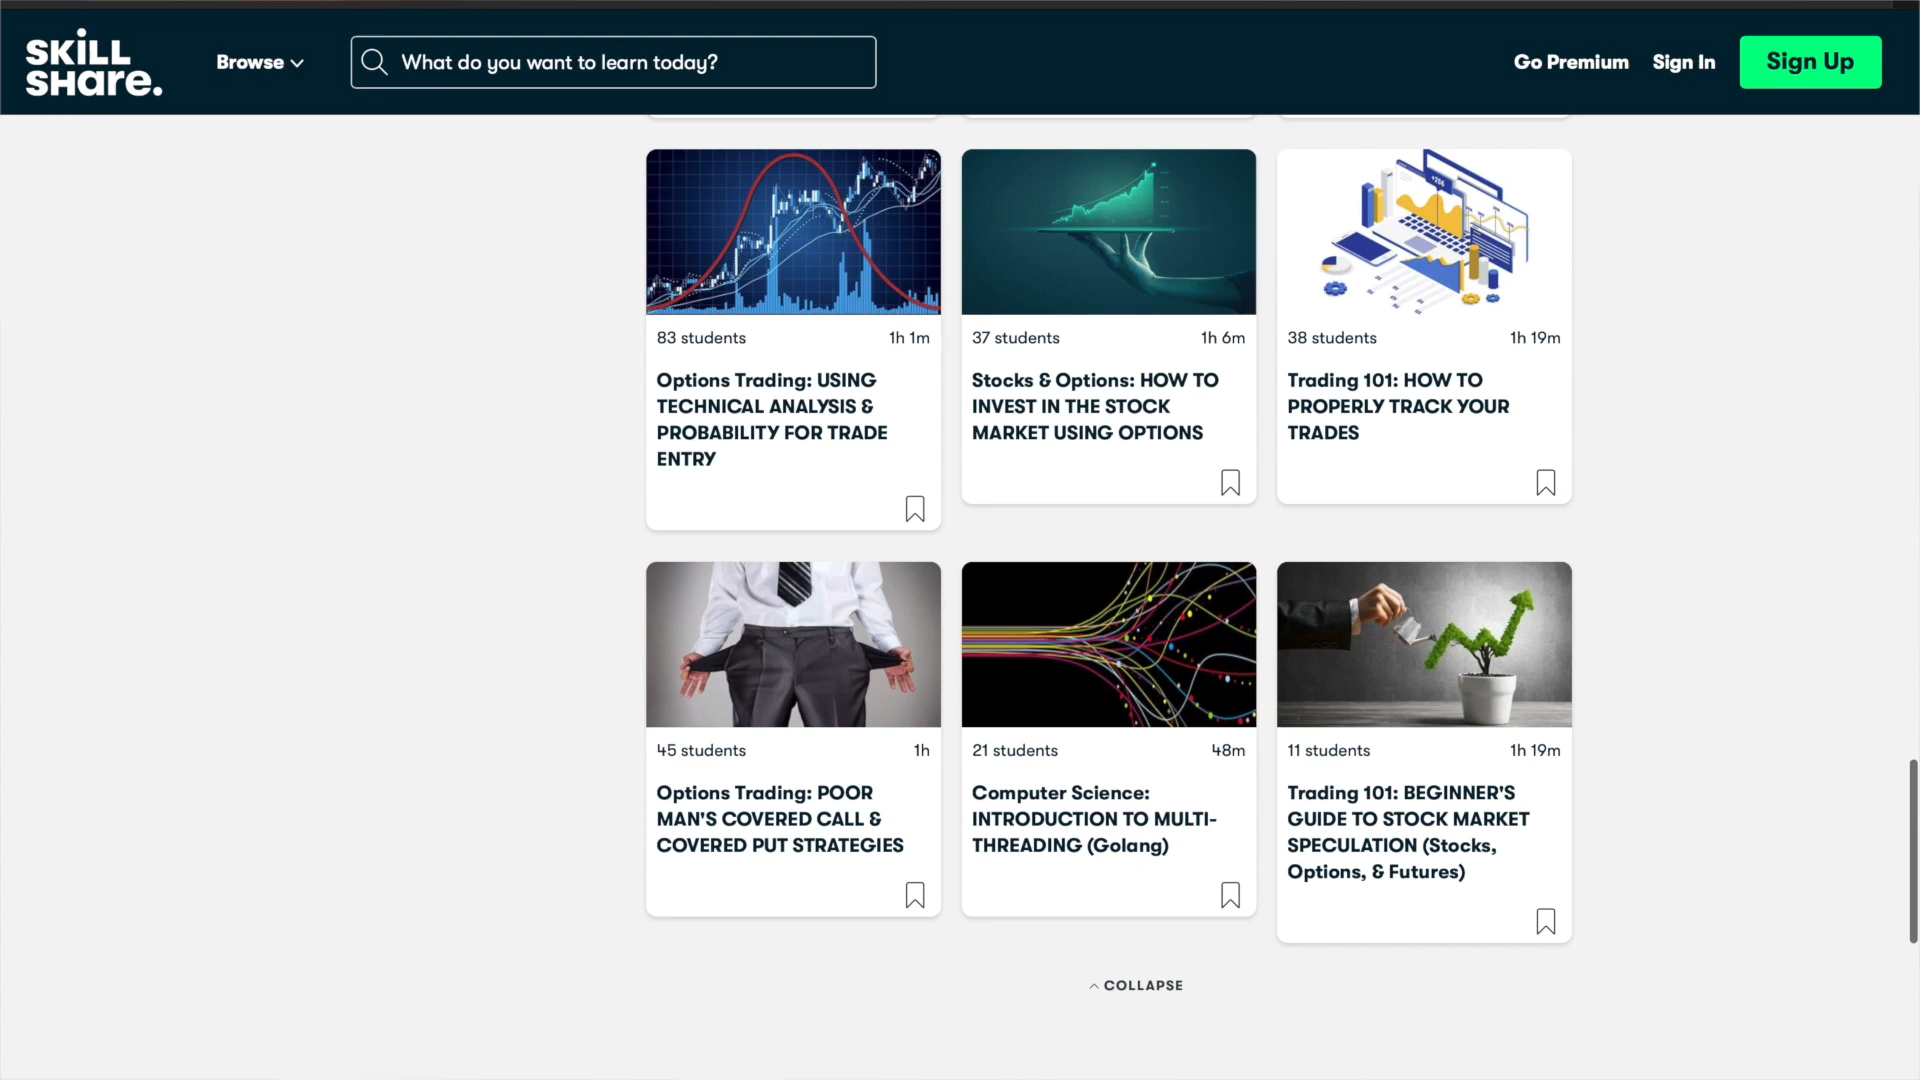 SKILL
SHare.
Browse
What do you want to learn today?
Go Premium
Sign In
Sign Up
83 students
1h 1m
Options Trading: USING
TECHNICAL ANALYSIS &
PROBABILITY FOR TRADE
ENTRY
37 students
1h 6m
Stocks & Options: HOW TO
INVEST IN THE STOCK
MARKET USING OPTIONS
38 students
1h 19m
Trading 101: HOW TO
PROPERLY TRACK YOUR
TRADES
45 students
1h
Options Trading: POOR
MAN'S COVERED CALL &
COVERED PUT STRATEGIES
21 students
48m
Computer Science:
INTRODUCTION TO MULTI-
THREADING (Golang)
11 students
1h 19m
Trading 101: BEGINNER'S
GUIDE TO STOCK MARKET
SPECULATION (Stocks,
Options, & Futures)
COLLAPSE